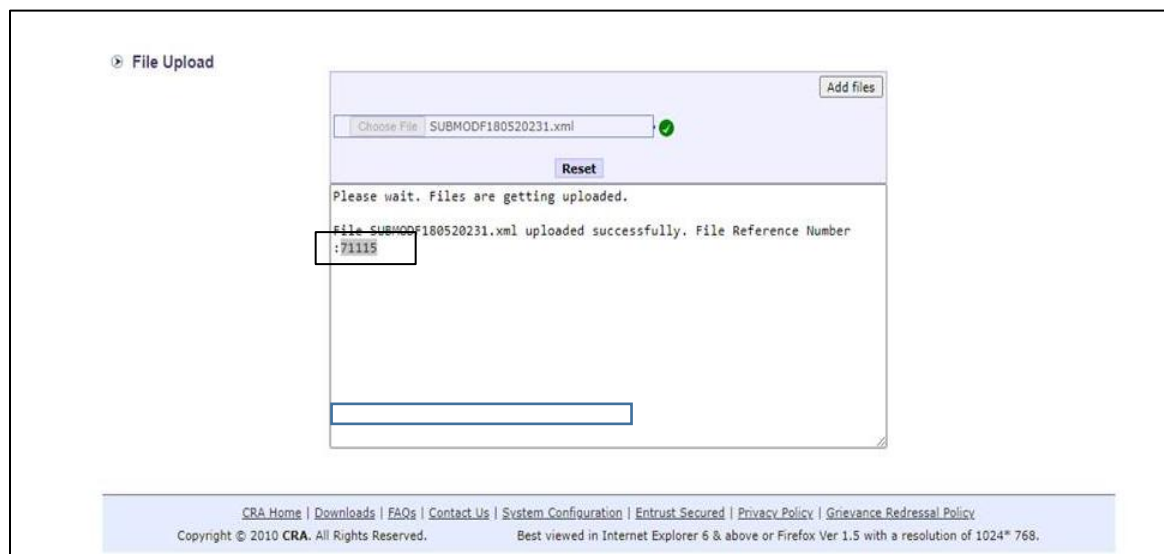 File Upload
Add files
Choose File SUBMODF180520231.xml
Reset
Please wait. Files are getting uploaded.
File SUBMODF180520231.xml uploaded successfully. File Reference Number
:71115
CRA Home | Downloads | FAQs | Contact Us | System Configuration | Entrust Secured | Privacy Policy | Grievance Redressal Policy
Copyright © 2010 CRA. All Rights Reserved. Best viewed in Internet Explorer 6 & above or Firefox Ver 1.5 with a resolution of 1024* 768.